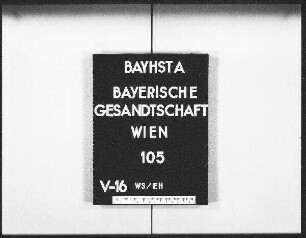 BAYHSTA
BAYERISCHE
GESANDTSCHAFT
WIEN
105
V-16 WS/EH